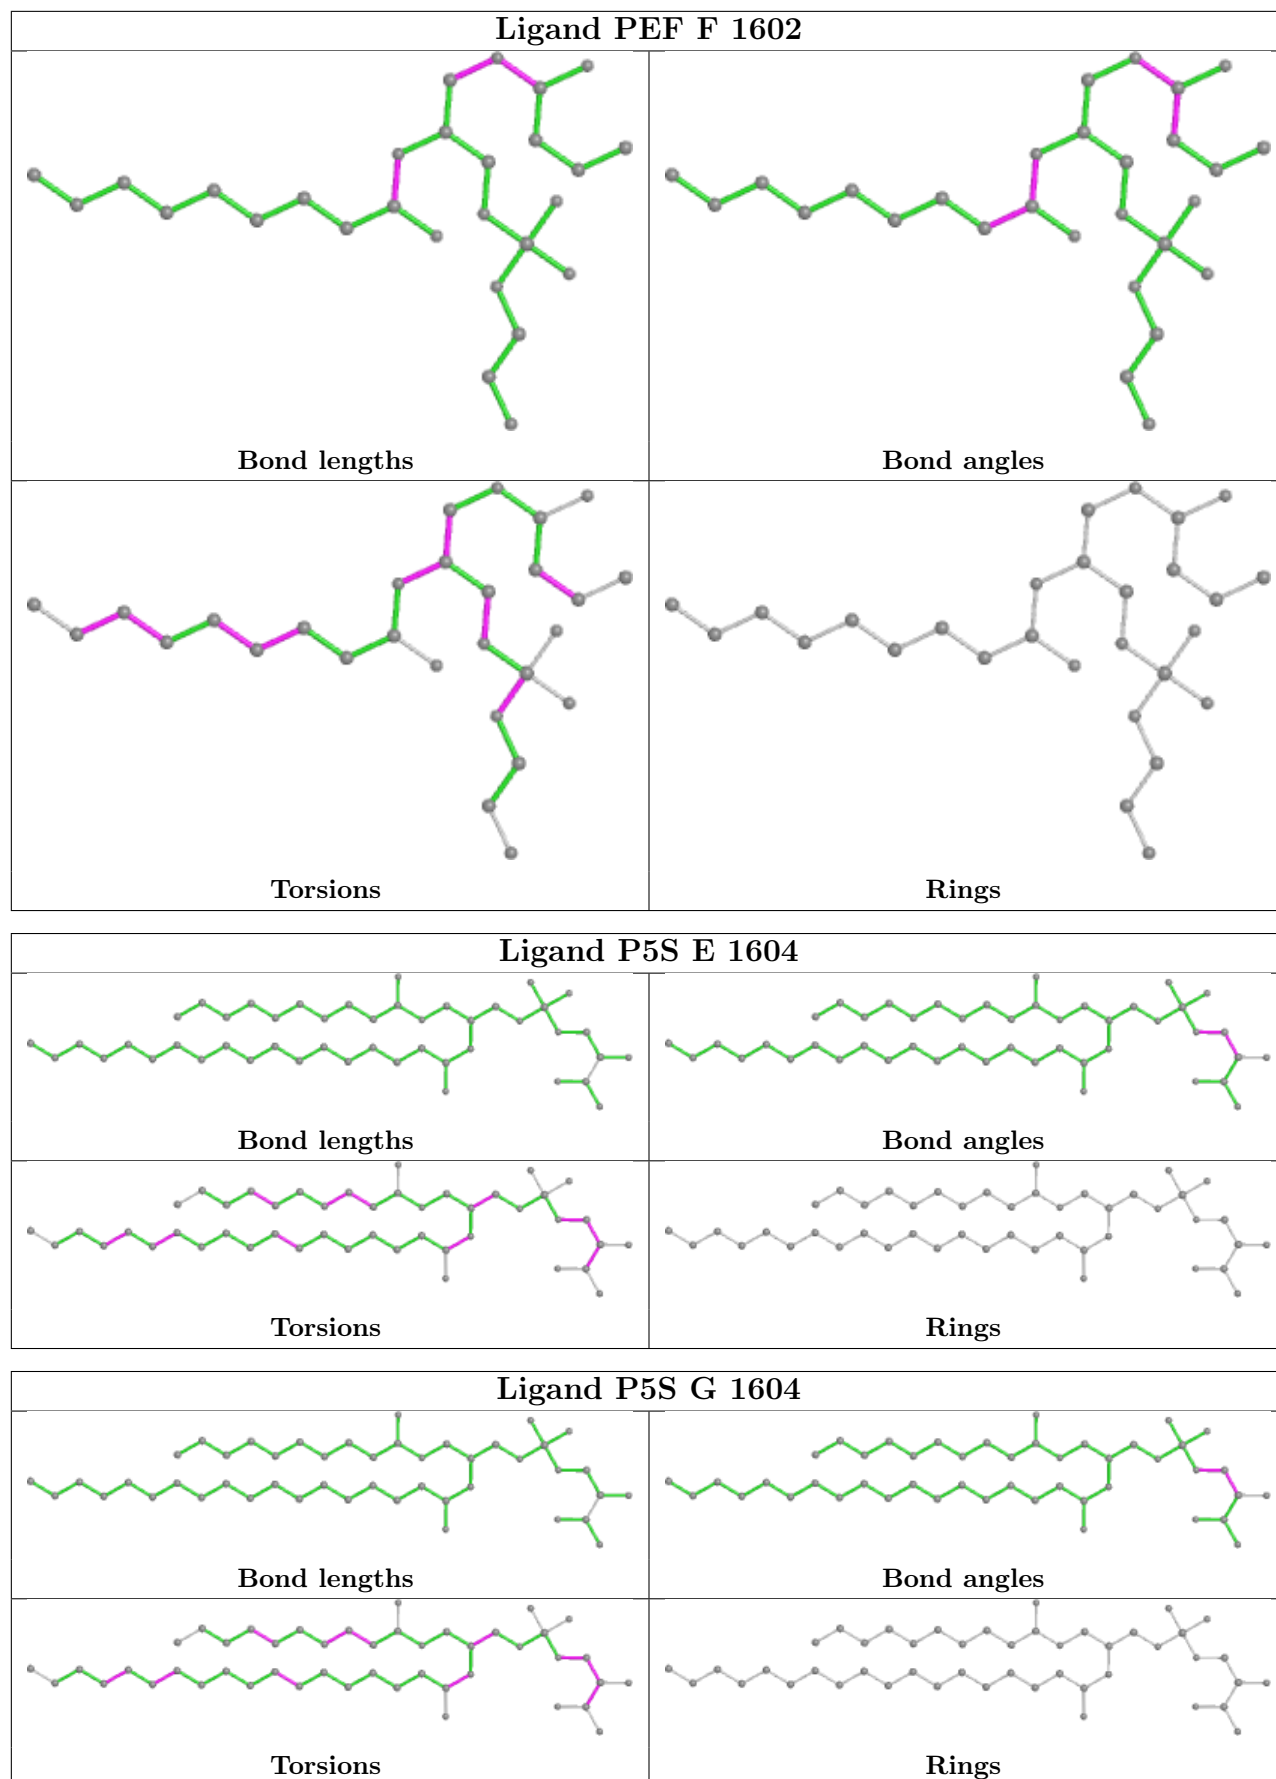 Ligand PEF F 1602
Bond lengths
Bond angles
Torsions
Rings
Ligand P5S E 1604
Bond lengths
Bond angles
Torsions
Rings
Ligand P5S G 1604
Bond lengths
Bond angles
Torsions
Rings